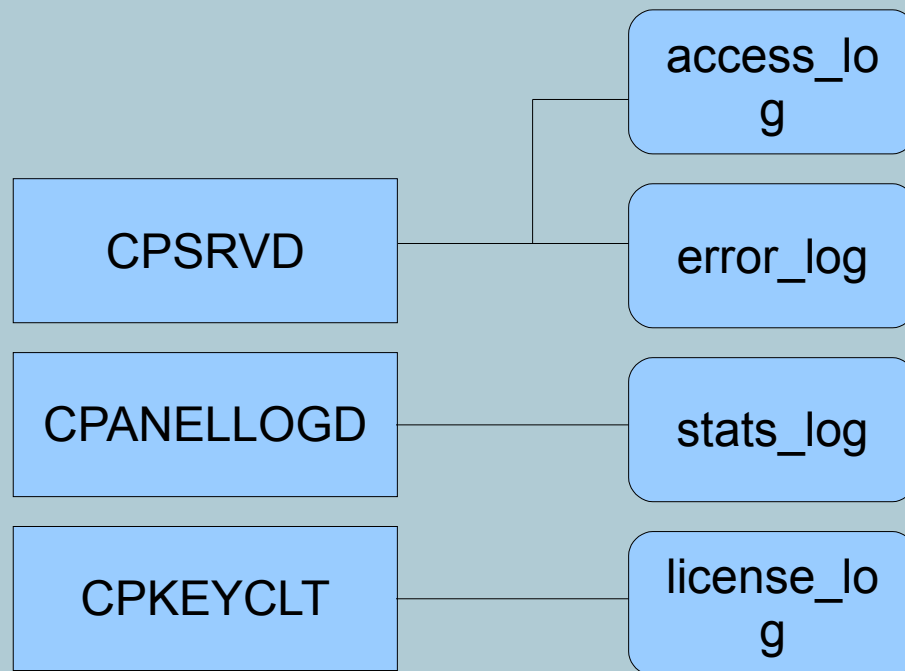 access_lo
g
CPSRVD
error_log
CPANELLOGD
stats_log
CPKEYCLT
license_lo
g